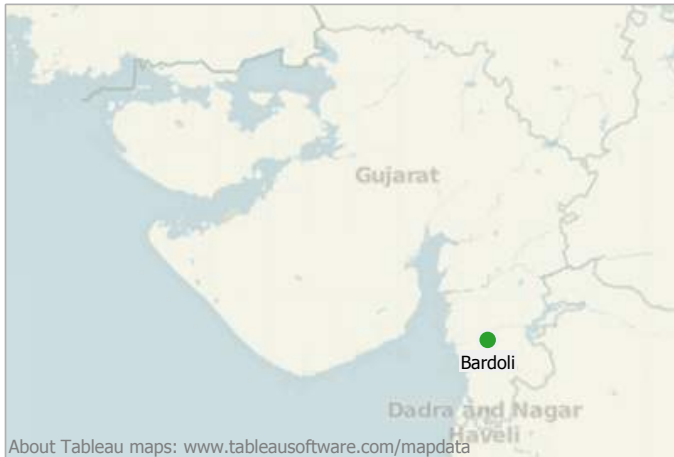 Gujarat
Bardoli
Dadra and Nagar
Haveli
About Tableau maps: www.tableausoftware.com/mapdata